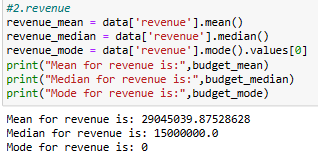 #2.revenue
revenue_mean = data['revenue'].mean()
revenue_median = data['revenue'].median()
revenue_mode = data['revenue'].mode().values[0]
print("Mean for revenue is:",budget_mean)
print("Median for revenue is:",budget_median)
print("Mode for revenue is:",budget_mode)
Mean for revenue is: 29045039.87528628
Median for revenue is: 15000000.0
Mode for revenue is: 0